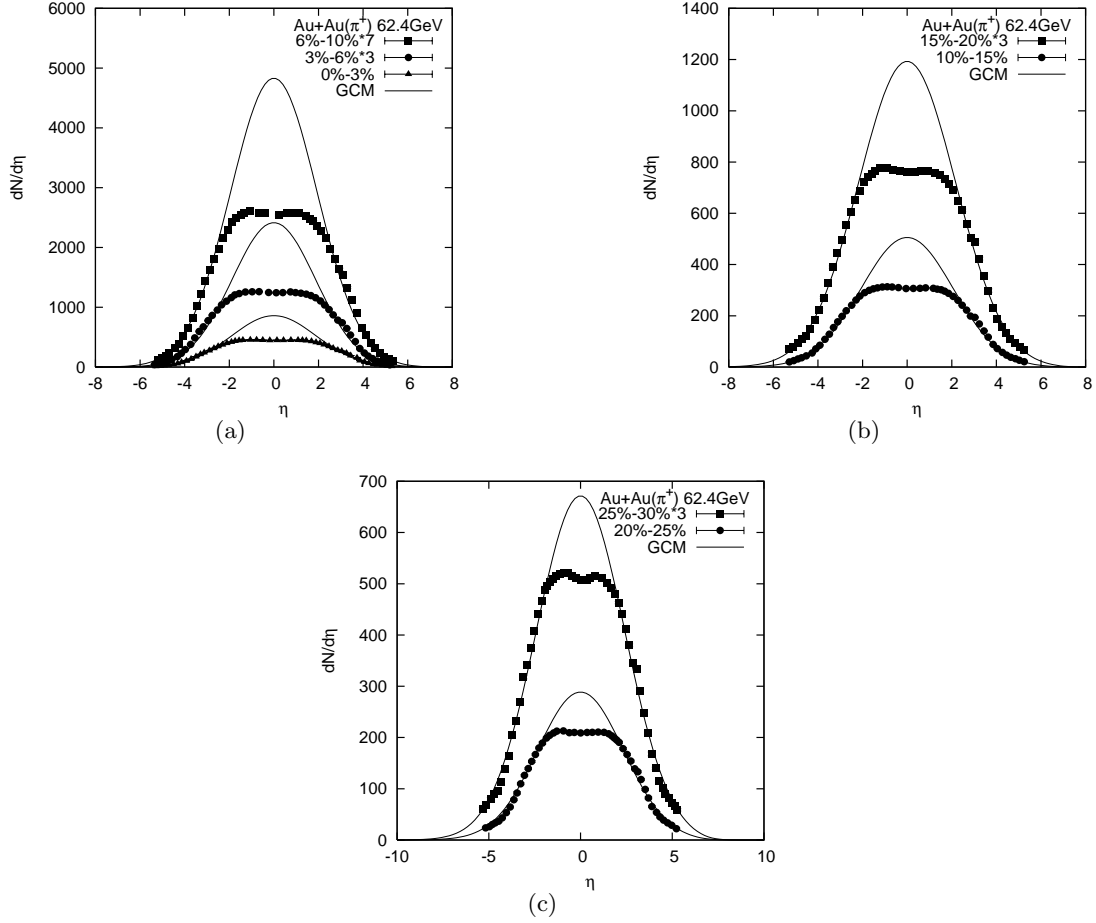 6000
5000
4000
3000
2000
1000
0
dN/dη
Au+Au(π+) 62.4GeV
6%-10%*7
3%-6%*3
0%-3%
GCM
-8 -6 -4 -2 0 2 4 6 8
η
(a)
1400
1200
1000
800
600
400
200
0
dN/dη
Au+Au(π+) 62.4GeV
15%-20%*3
10%-15%
GCM
-8 -6 -4 -2 0 2 4 6 8
η
(b)
700
600
500
400
300
200
100
0
dN/dη
Au+Au(π+) 62.4GeV
25%-30%*3
20%-25%
GCM
-10 -5 0 5 10
η
(c)